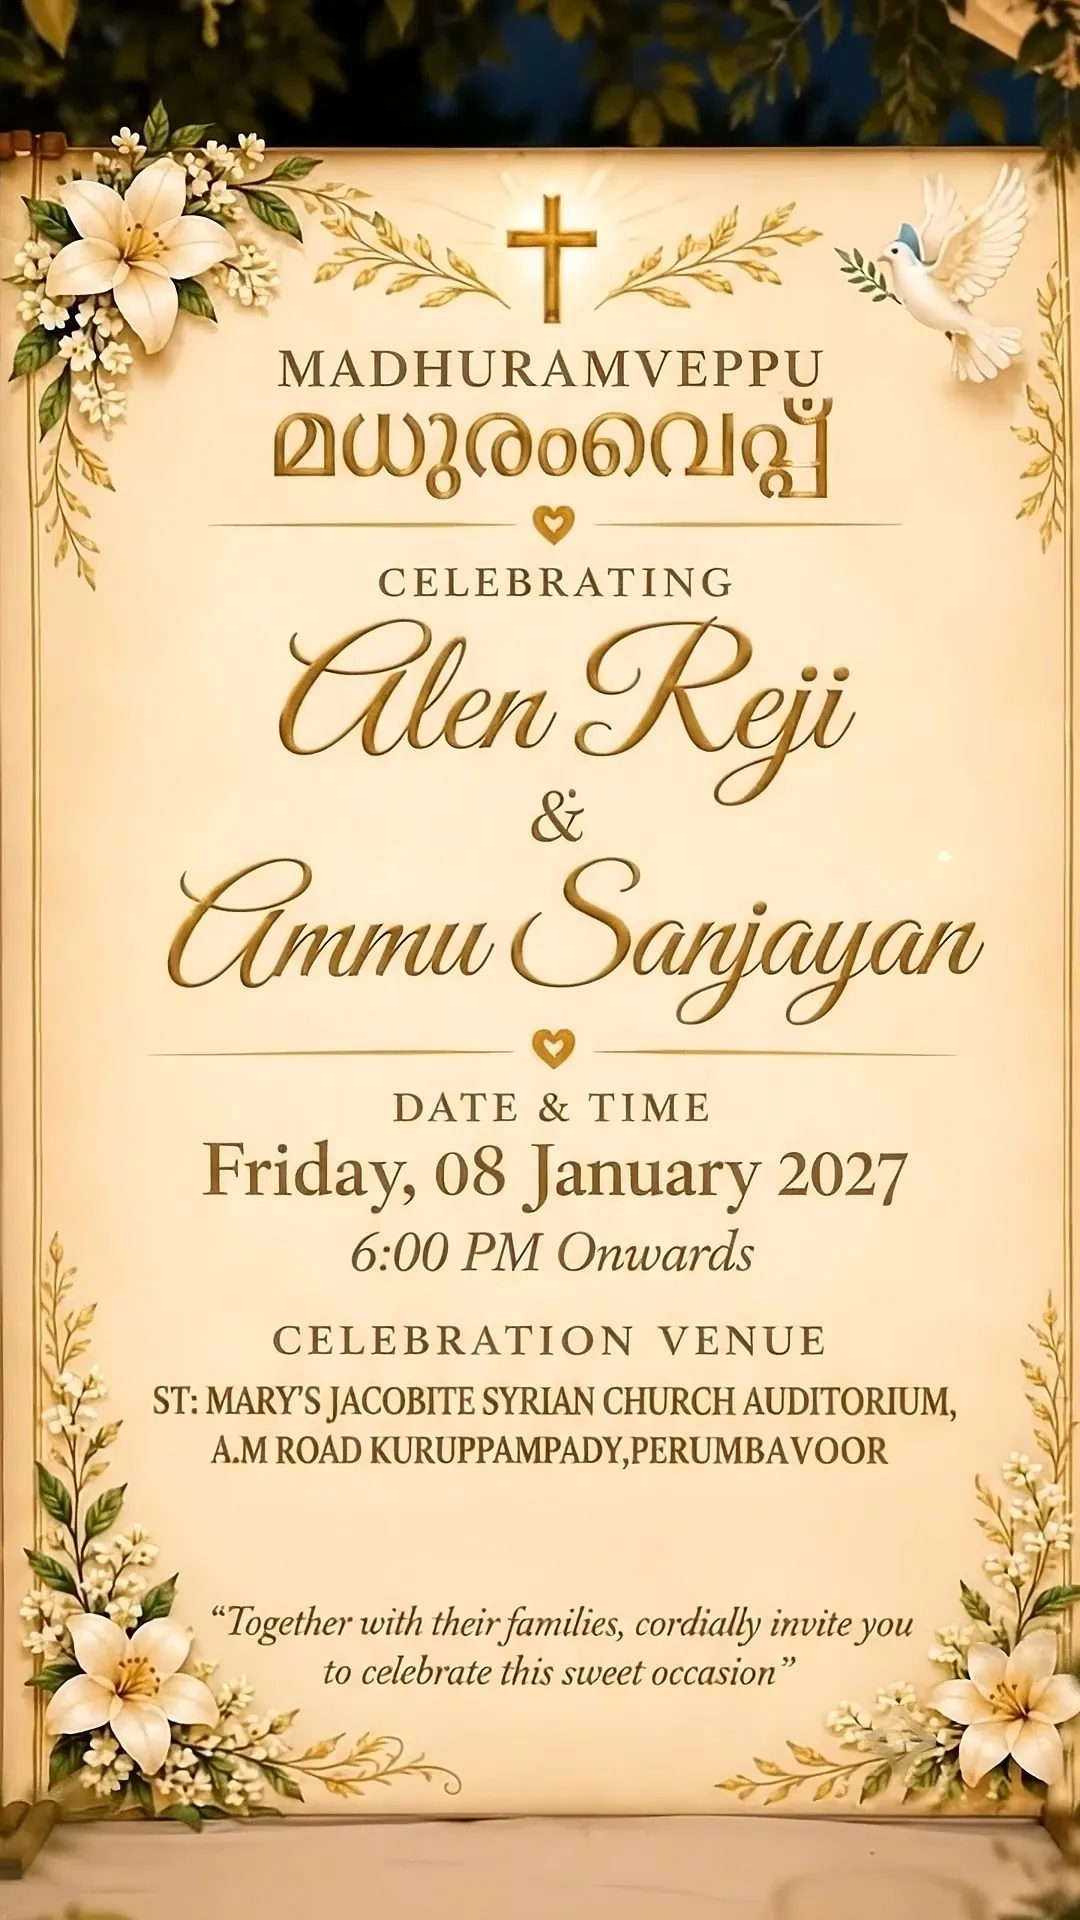 MADHURAMVEPPU
മധുരംവെപ്പ്
CELEBRATING
Alen Reji
&
Ammu Sanjayan
DATE & TIME
Friday, 08 January 2027
6:00 PM Onwards
CELEBRATION VENUE
ST: MARY'S JACOBITE SYRIAN CHURCH AUDITORIUM,
A.M ROAD KURUPPAMPADY,PERUMBAVOOR
“Together with their families, cordially invite you
to celebrate this sweet occasion”